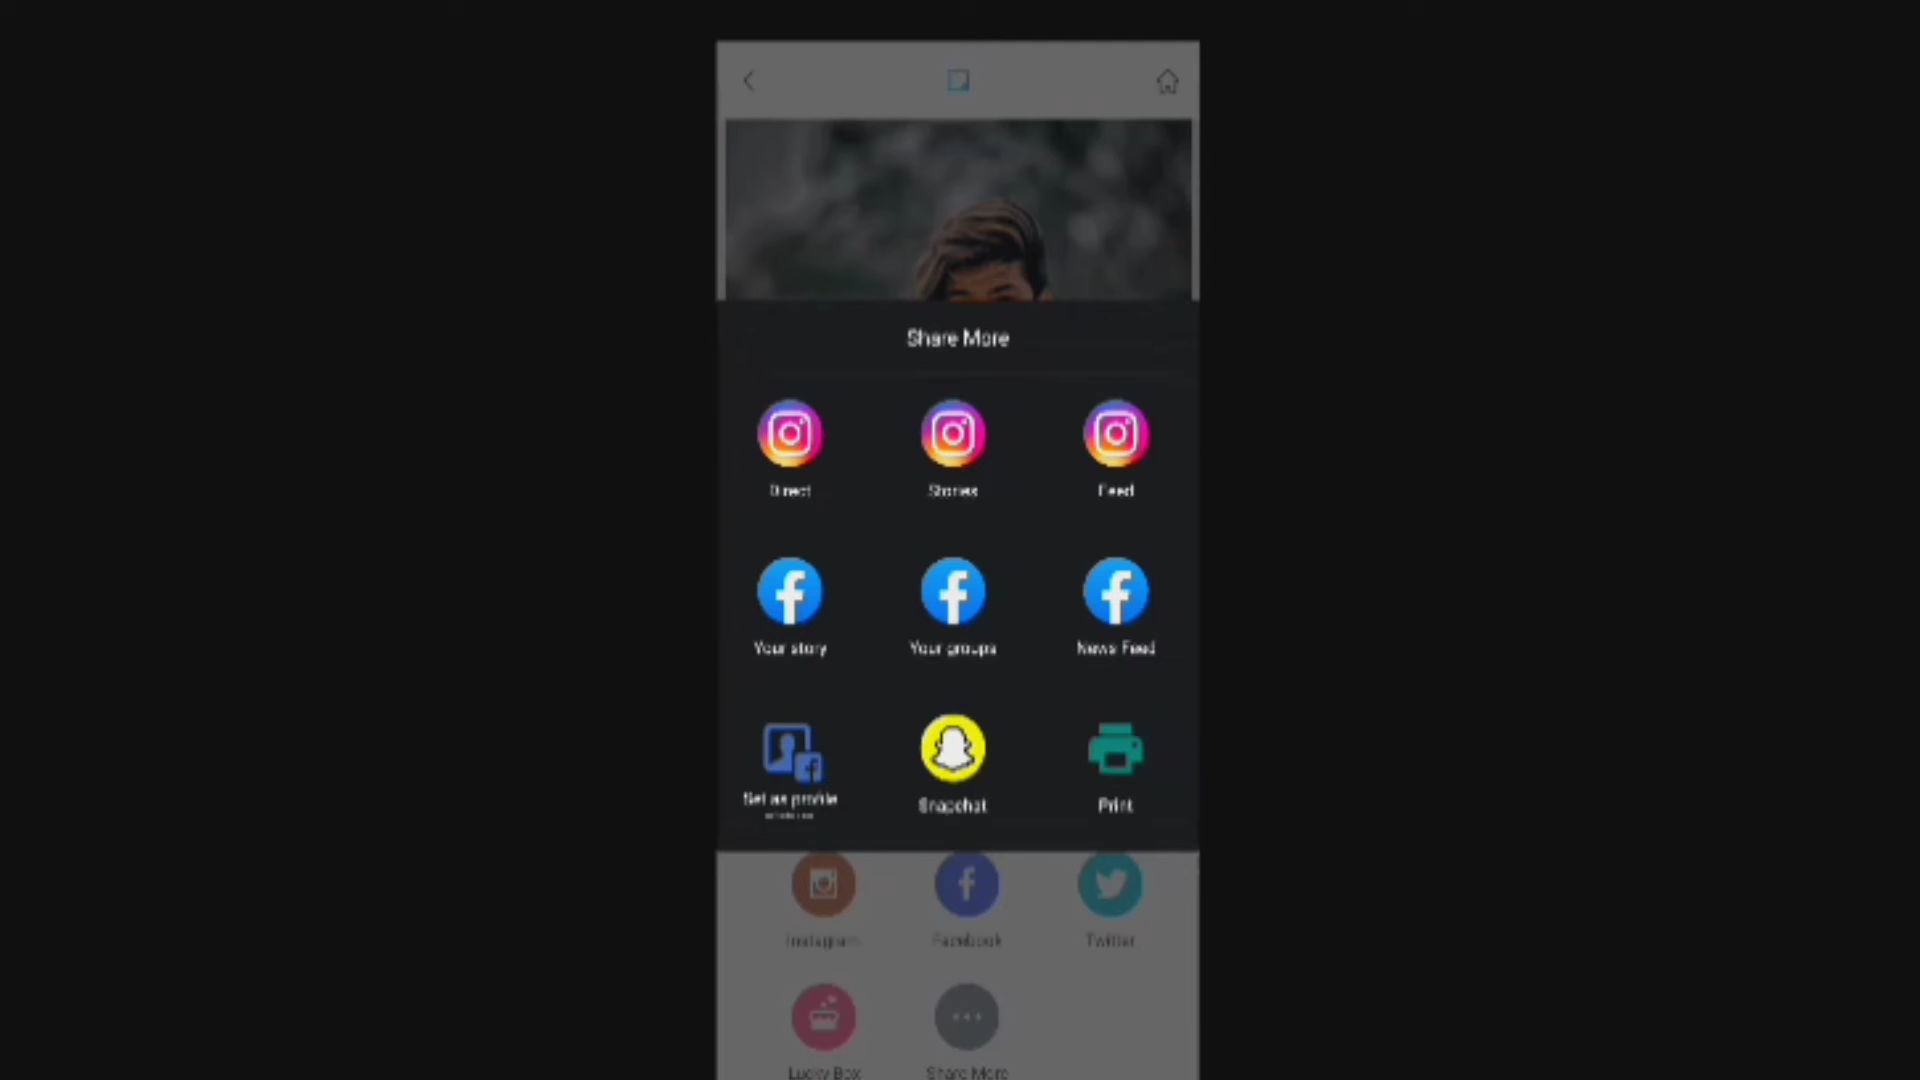 Share More
Direct
Stories
Feed
Your story
Your groups
News Feed
Set as profile
Snapchat
Print
Instagram
Facebook
Twitter
Lucky Box
Share More